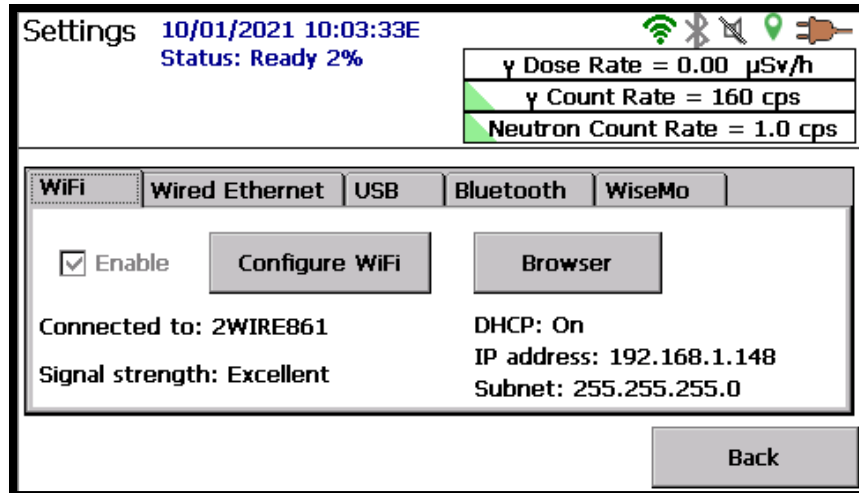 Settings 10/01/2021 10:03:33E
Status: Ready 2%
γ Dose Rate = 0.00 µSv/h
γ Count Rate = 160 cps
Neutron Count Rate = 1.0 cps
WiFi Wired Ethernet USB Bluetooth WiseMo
Enable Configure WiFi Browser
Connected to: 2WIRE861
Signal strength: Excellent
DHCP: On
IP address: 192.168.1.148
Subnet: 255.255.255.0
Back